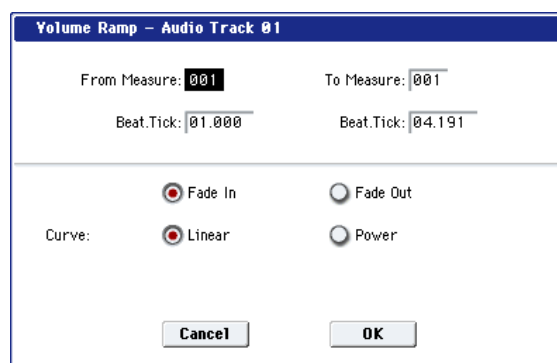 Volume Ramp - Audio Track 01
From Measure: 001 To Measure: 001
Beat.Tick: 01.000 Beat.Tick: 04.191
Fade In Fade Out
Curve: Linear Power
Cancel OK